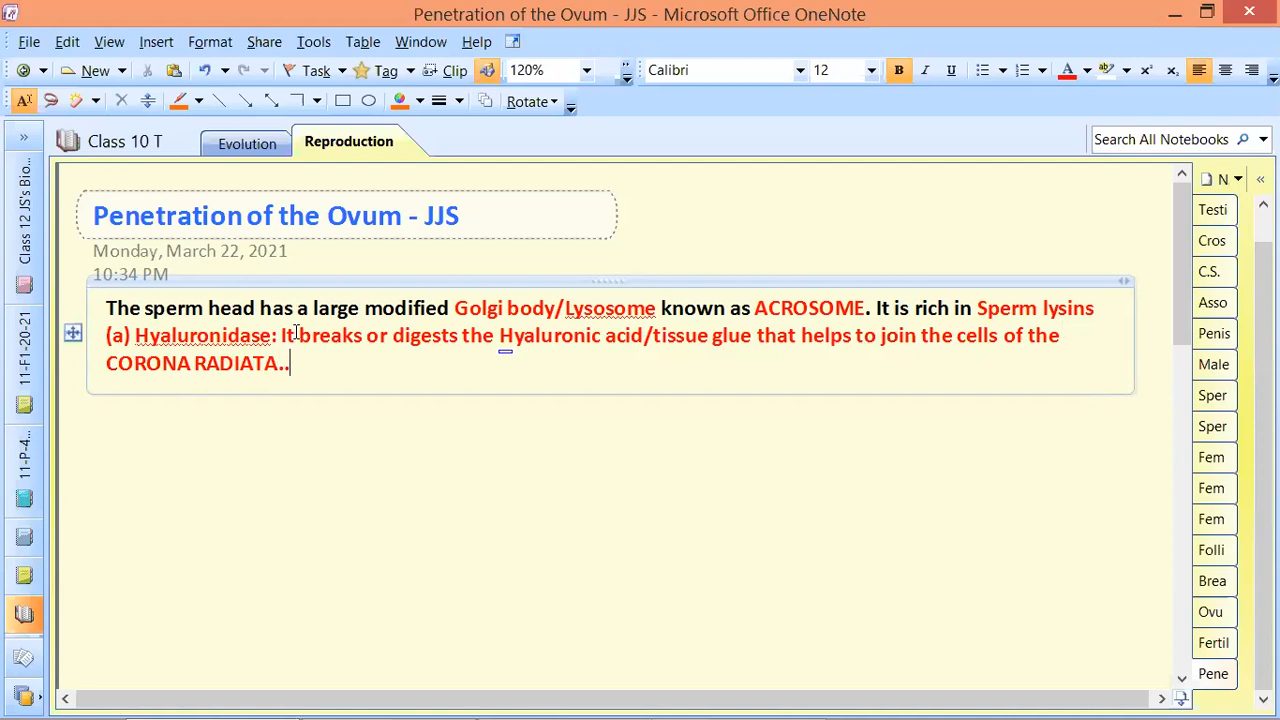 Penetration of the Ovum - JJS - Microsoft Office OneNote
File Edit View Insert Format Share Tools Table Window Help
New Task Tag Clip 120% Calibri 12 B I U
Rotate
Class 10 T Evolution Reproduction Search All Notebooks
Class 12 JS's Bio...
11-F1-20-21
11-P-4...
Penetration of the Ovum - JJS
Monday, March 22, 2021
10:34 PM
The sperm head has a large modified Golgi body/Lysosome known as ACROSOME. It is rich in Sperm lysins
(a) Hyaluronidase: It breaks or digests the Hyaluronic acid/tissue glue that helps to join the cells of the
CORONA RADIATA..
N
Testi
Cros
C.S.
Asso
Penis
Male
Sper
Sper
Fem
Fem
Fem
Folli
Brea
Ovu
Fertil
Pene